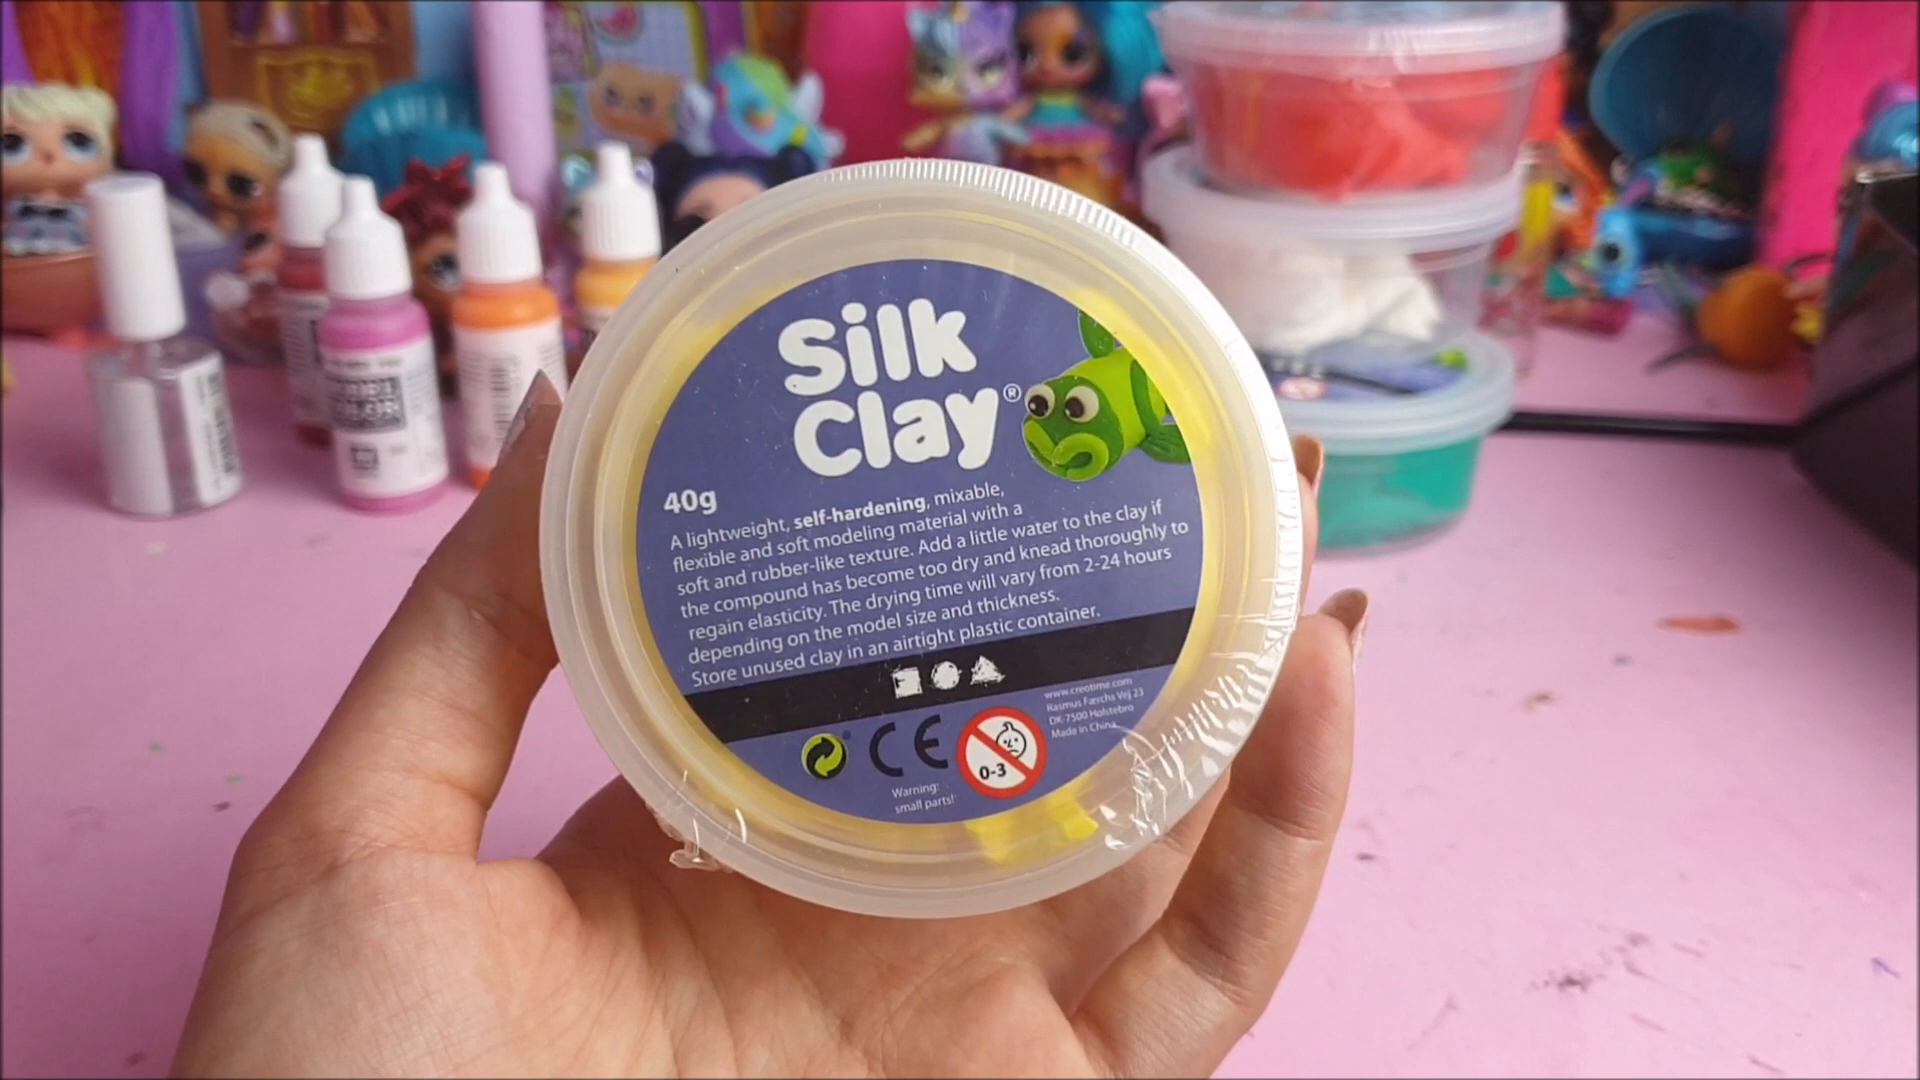 Silk
Clay®
40g
A lightweight, self-hardening, mixable,
flexible and soft modeling material with a
soft and rubber-like texture. Add a little water to the clay if
the compound has become too dry and knead thoroughly to
regain elasticity. The drying time will vary from 2-24 hours
depending on the model size and thickness.
Store unused clay in an airtight plastic container.
www.creotime.com
Rasmus Færchs Vej 23
DK-7500 Holstebro
Made in China
CE
0-3
Warning:
small parts!